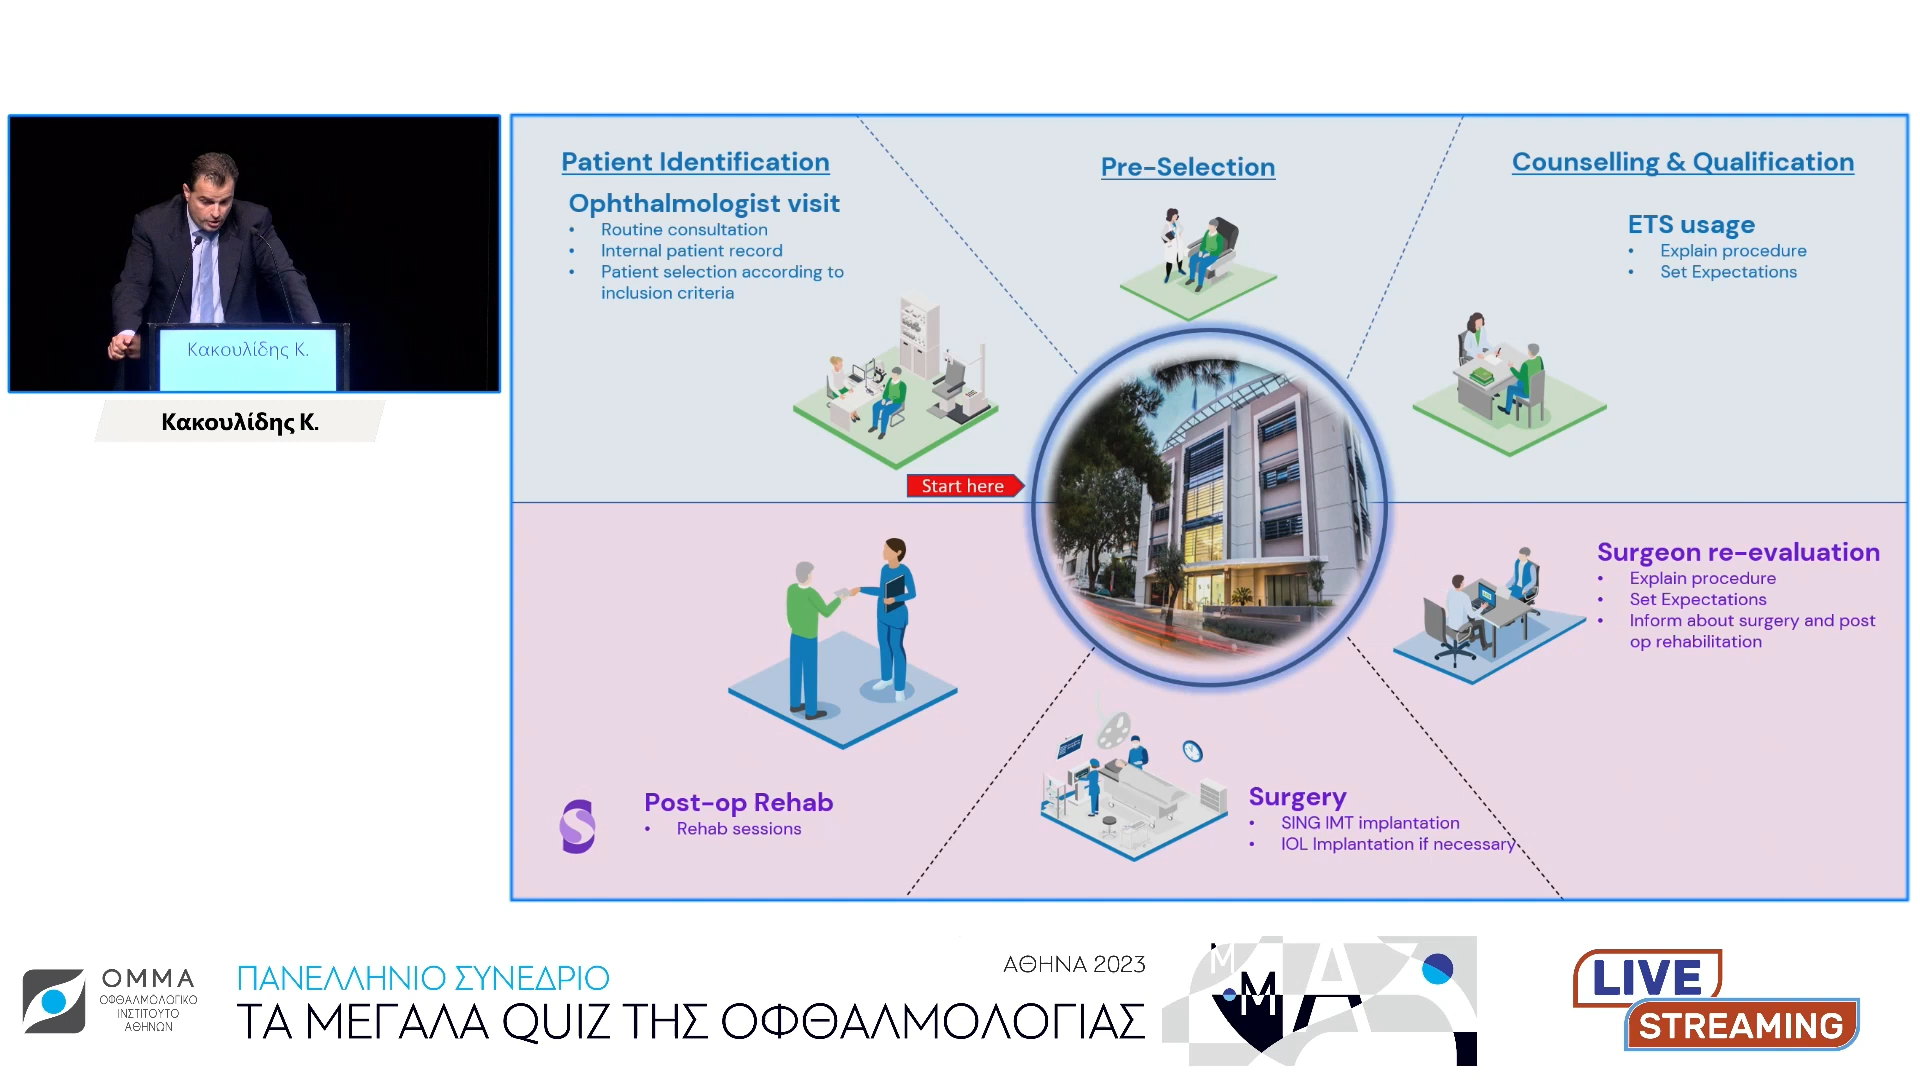 Κακουλίδης Κ.
Κακουλίδης Κ.
Patient Identification
Ophthalmologist visit
• Routine consultation
• Internal patient record
• Patient selection according to
inclusion criteria
Pre-Selection
Counselling & Qualification
ETS usage
• Explain procedure
• Set Expectations
Start here
Surgeon re-evaluation
• Explain procedure
• Set Expectations
• Inform about surgery and post
op rehabilitation
Surgery
• SING IMT implantation
• IOL Implantation if necessary
S
Post-op Rehab
• Rehab sessions
ΟΜΜΑ
ΟΦΘΑΛΜΟΛΟΓΙΚΟ
ΙΝΣΤΙΤΟΥΤΟ
ΑΘΗΝΩΝ
ΠΑΝΕΛΛΗΝΙΟ ΣΥΝΕΔΡΙΟ
ΑΘΗΝΑ 2023
ΤΑ ΜΕΓΑΛΑ QUIZ ΤΗΣ ΟΦΘΑΛΜΟΛΟΓΙΑΣ
LIVE
STREAMING